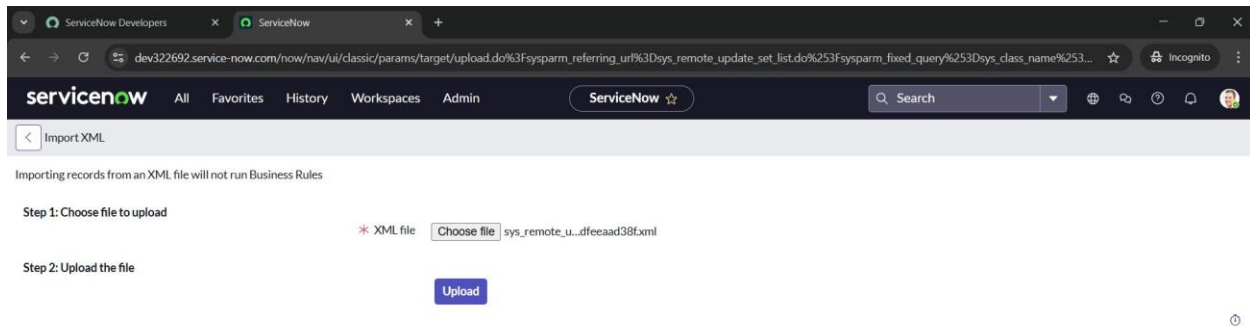 ServiceNow Developers ServiceNow
dev322692.service-now.com/now/nav/ui/classic/params/target/upload.do%3Fsysparm_referring_url%3Dsys_remote_update_set_list.do%253Fsysparm_fixed_query%253Dsys_class_name%253... Incognito
servicenow All Favorites History Workspaces Admin ServiceNow Search
Import XML
Importing records from an XML file will not run Business Rules
Step 1: Choose file to upload
XML file Choose file sys_remote_u...dfeeaad38f.xml
Step 2: Upload the file
Upload